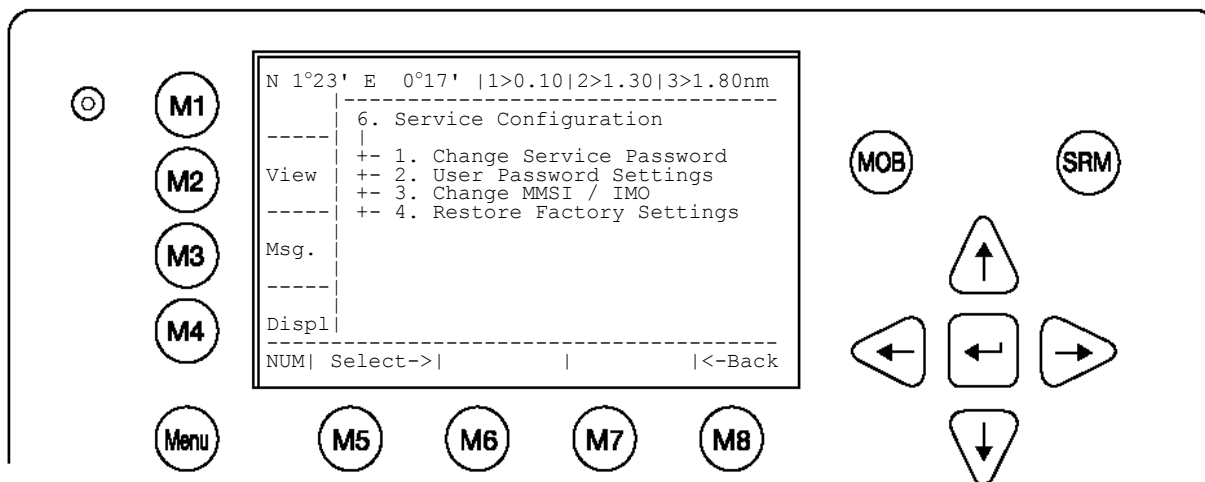 N 1°23' E 0°17' |1>0.10|2>1.30|3>1.80nm
M1
6. Service Configuration
+- 1. Change Service Password
MOB
SRM
M2
View
+- 2. User Password Settings
+- 3. Change MMSI / IMO
+- 4. Restore Factory Settings
M3
Msg.
M4
Displ
NUM| Select->| | |<-Back
Menu
M5
M6
M7
M8